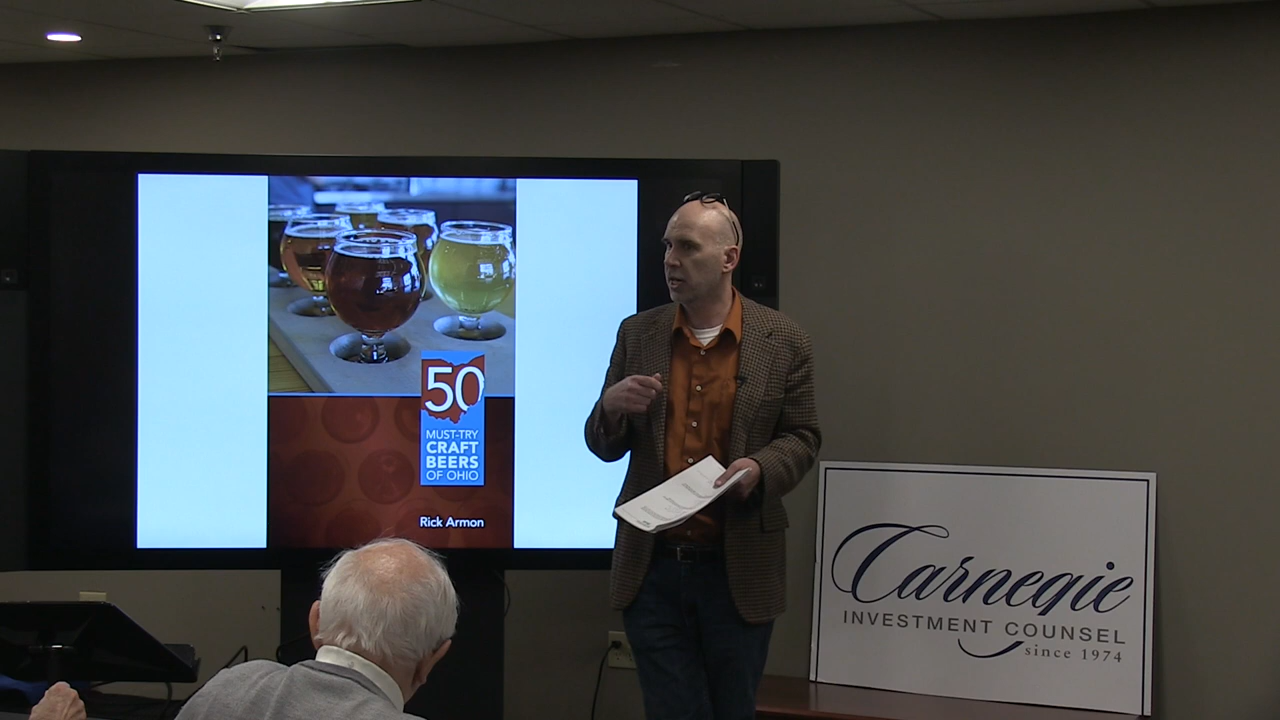 50
MUST-TRY
CRAFT
BEERS
OF OHIO
Rick Armon
Carnegie
INVESTMENT COUNSEL
since 1974